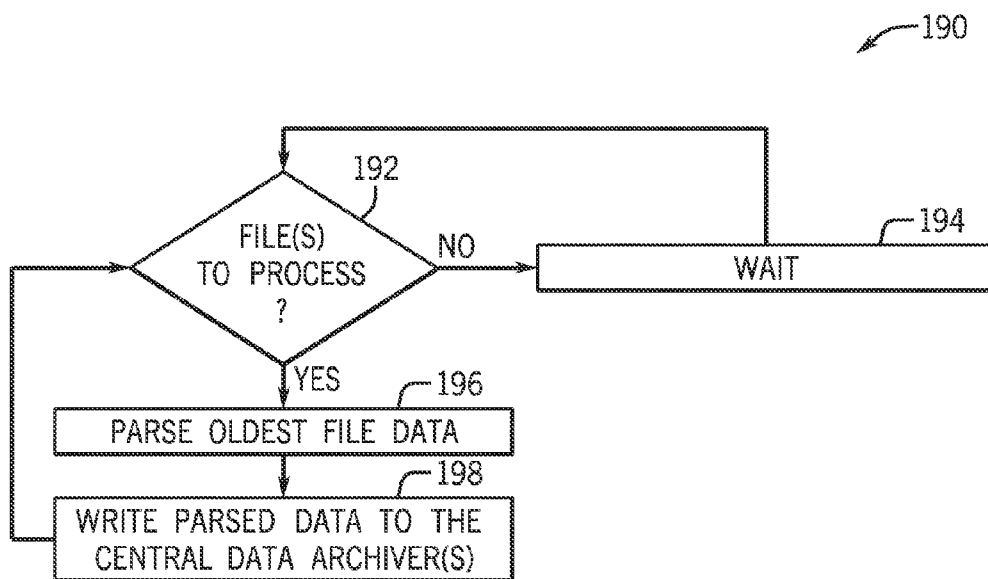 190
192
FILE(S)
TO PROCESS
?
NO
194
WAIT
YES
196
PARSE OLDEST FILE DATA
198
WRITE PARSED DATA TO THE
CENTRAL DATA ARCHIVER(S)